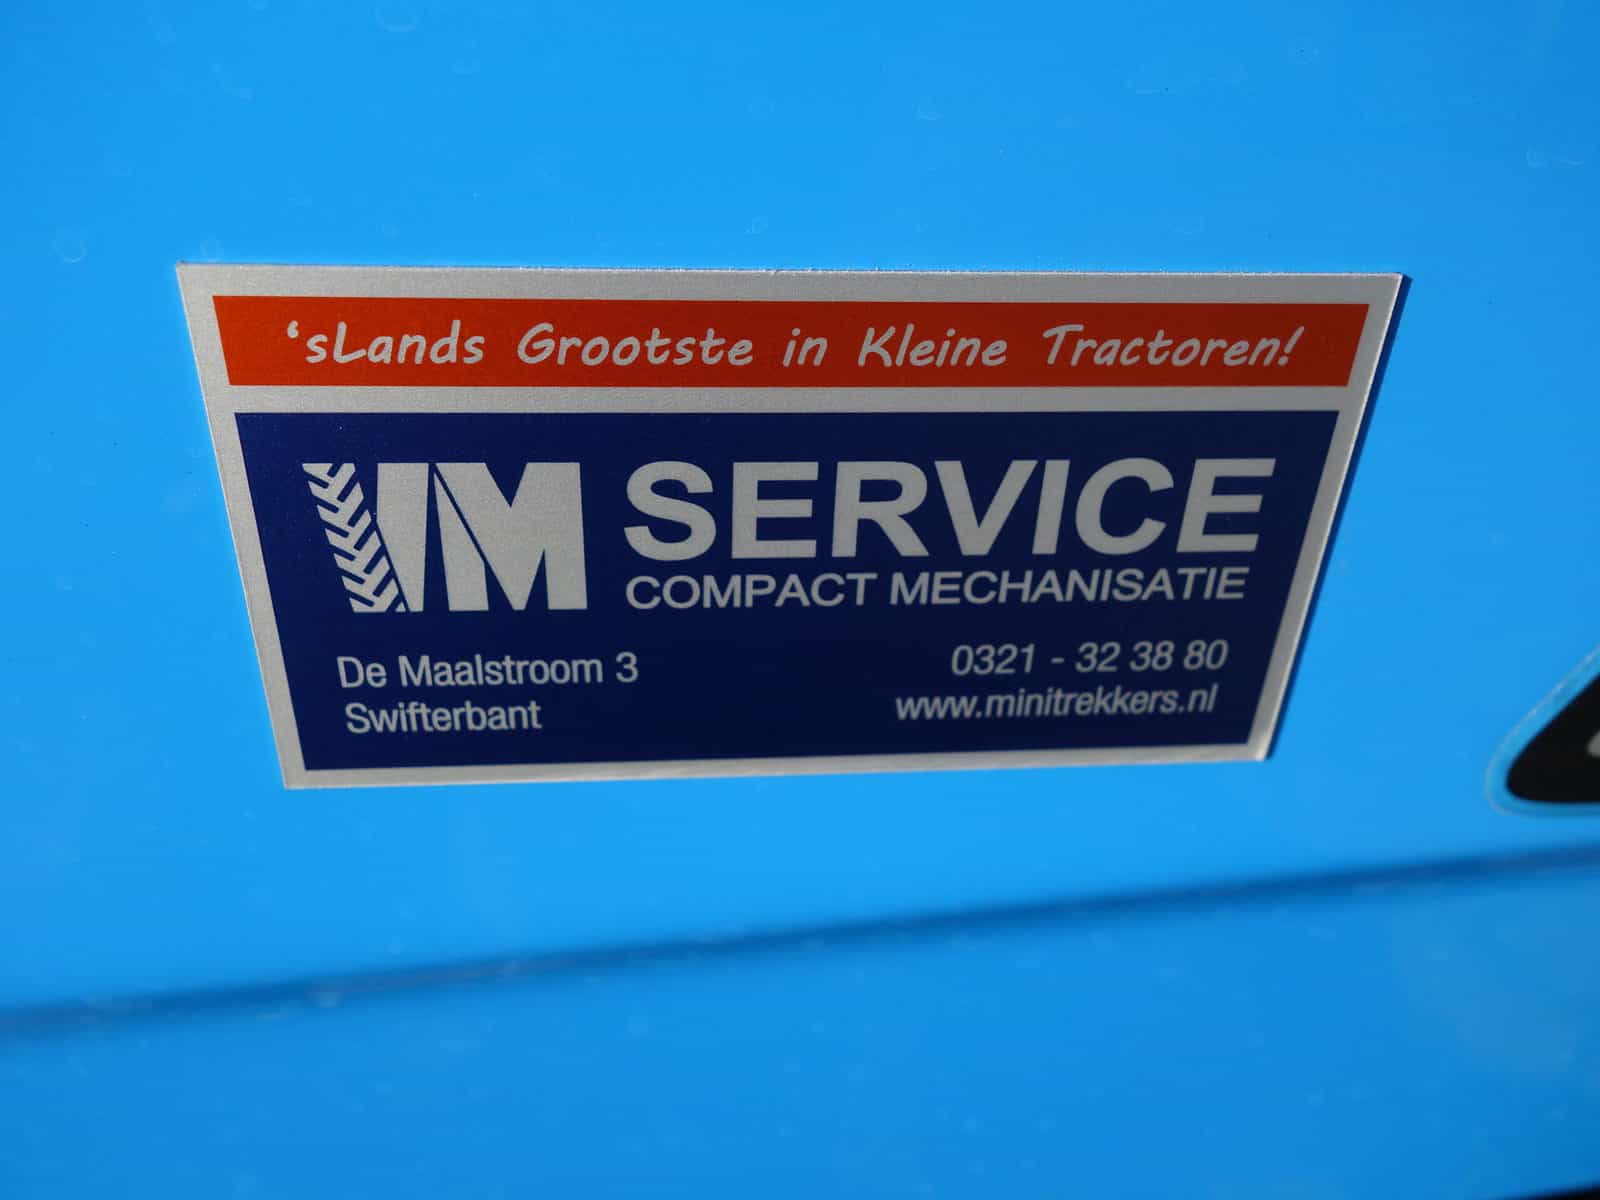 ‘sLands Grootste in Kleine Tractoren!
IM SERVICE
COMPACT MECHANISATIE
De Maalstroom 3
Swifterbant
0321 - 32 38 80
www.minitrekkers.nl